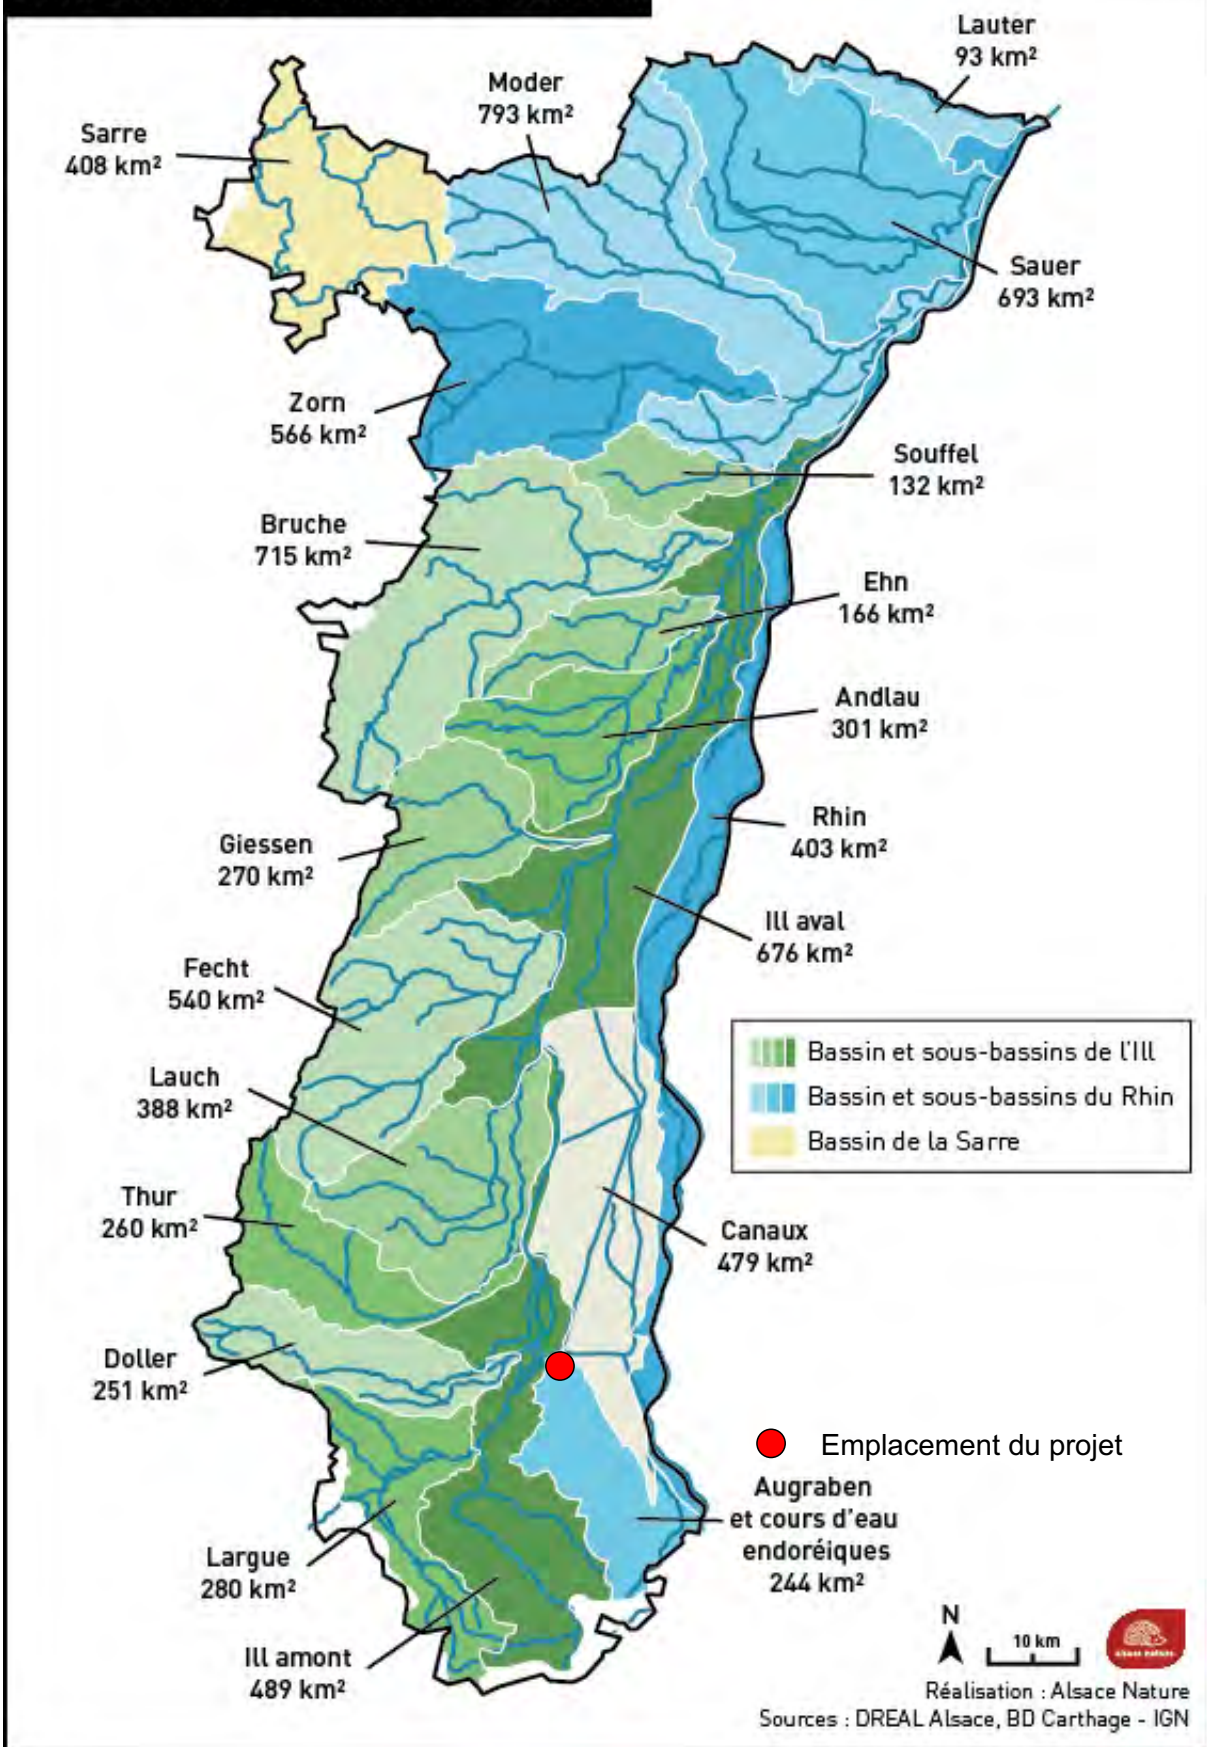 Lauter
93 km²
Moder
793 km²
Sarre
408 km²
Sauer
693 km²
Zorn
566 km²
Souffel
132 km²
Bruche
715 km²
Ehn
166 km²
Andlau
301 km²
Rhin
403 km²
Giessen
270 km²
Ill aval
676 km²
Fecht
540 km²
Bassin et sous-bassins de l'Ill
Bassin et sous-bassins du Rhin
Bassin de la Sarre
Lauch
388 km²
Thur
260 km²
Canaux
479 km²
Doller
251 km²
Emplacement du projet
Augraben
et cours d'eau
endoréiques
244 km²
Largue
280 km²
Ill amont
489 km²
N
10 km
Réalisation : Alsace Nature
Sources : DREAL Alsace, BD Carthage - IGN